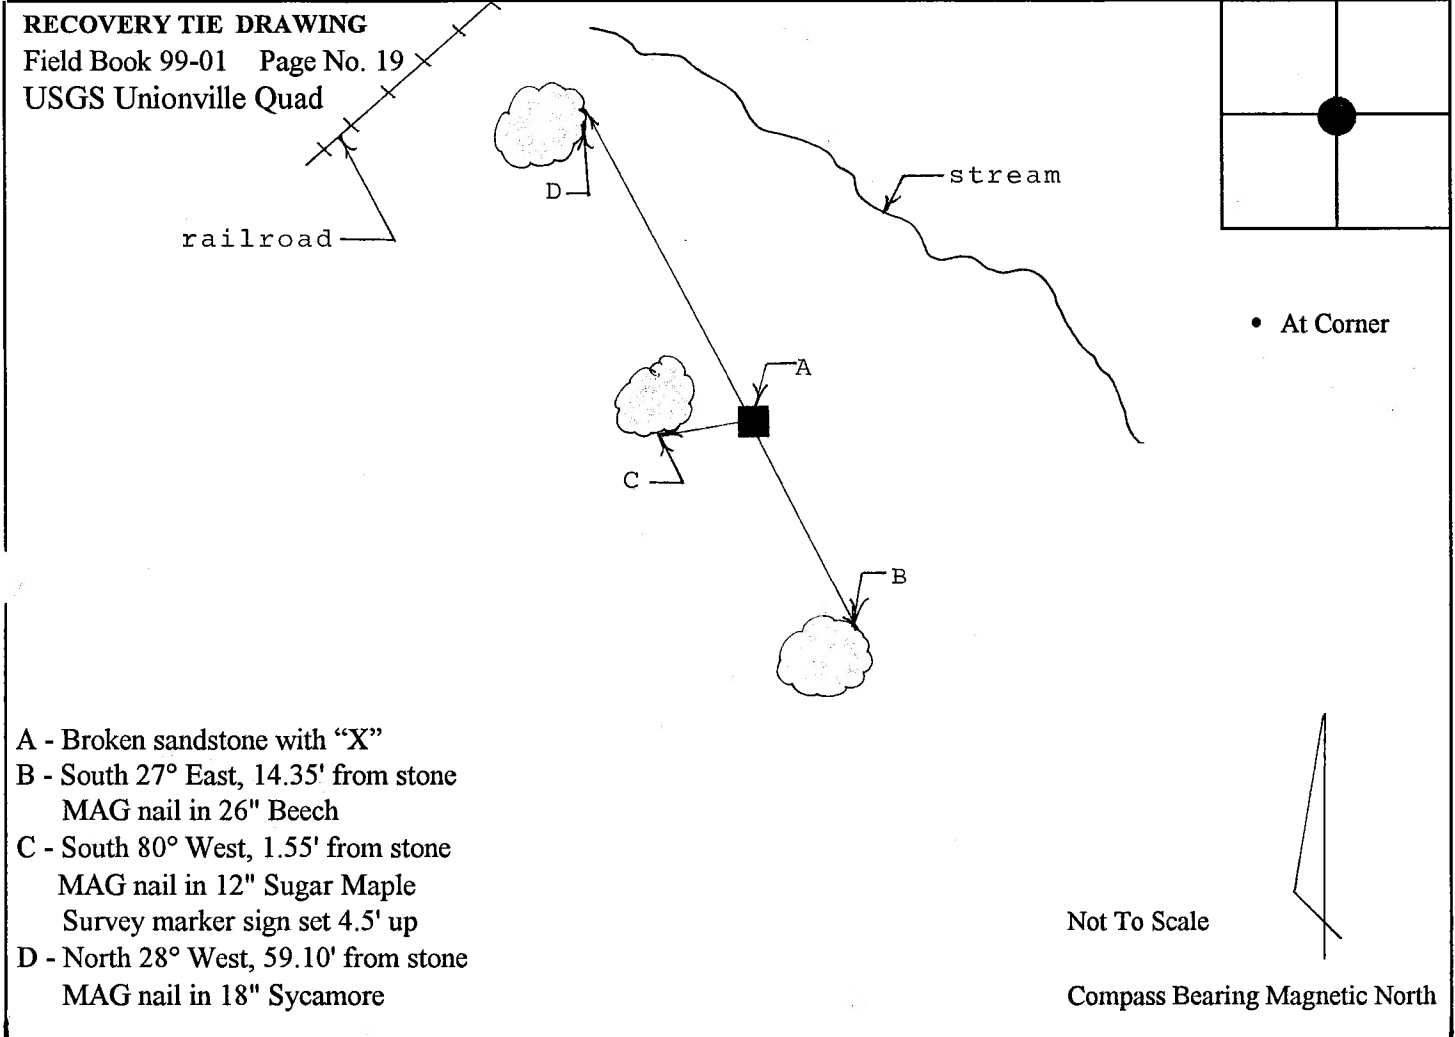 RECOVERY TIE DRAWING
Field Book 99-01 Page No. 19
USGS Unionville Quad
D
stream
railroad
• At Corner
A
C
B
A - Broken sandstone with “X”
B - South 27° East, 14.35' from stone
MAG nail in 26" Beech
C - South 80° West, 1.55' from stone
MAG nail in 12" Sugar Maple
Survey marker sign set 4.5' up
D - North 28° West, 59.10' from stone
MAG nail in 18" Sycamore
Not To Scale
Compass Bearing Magnetic North